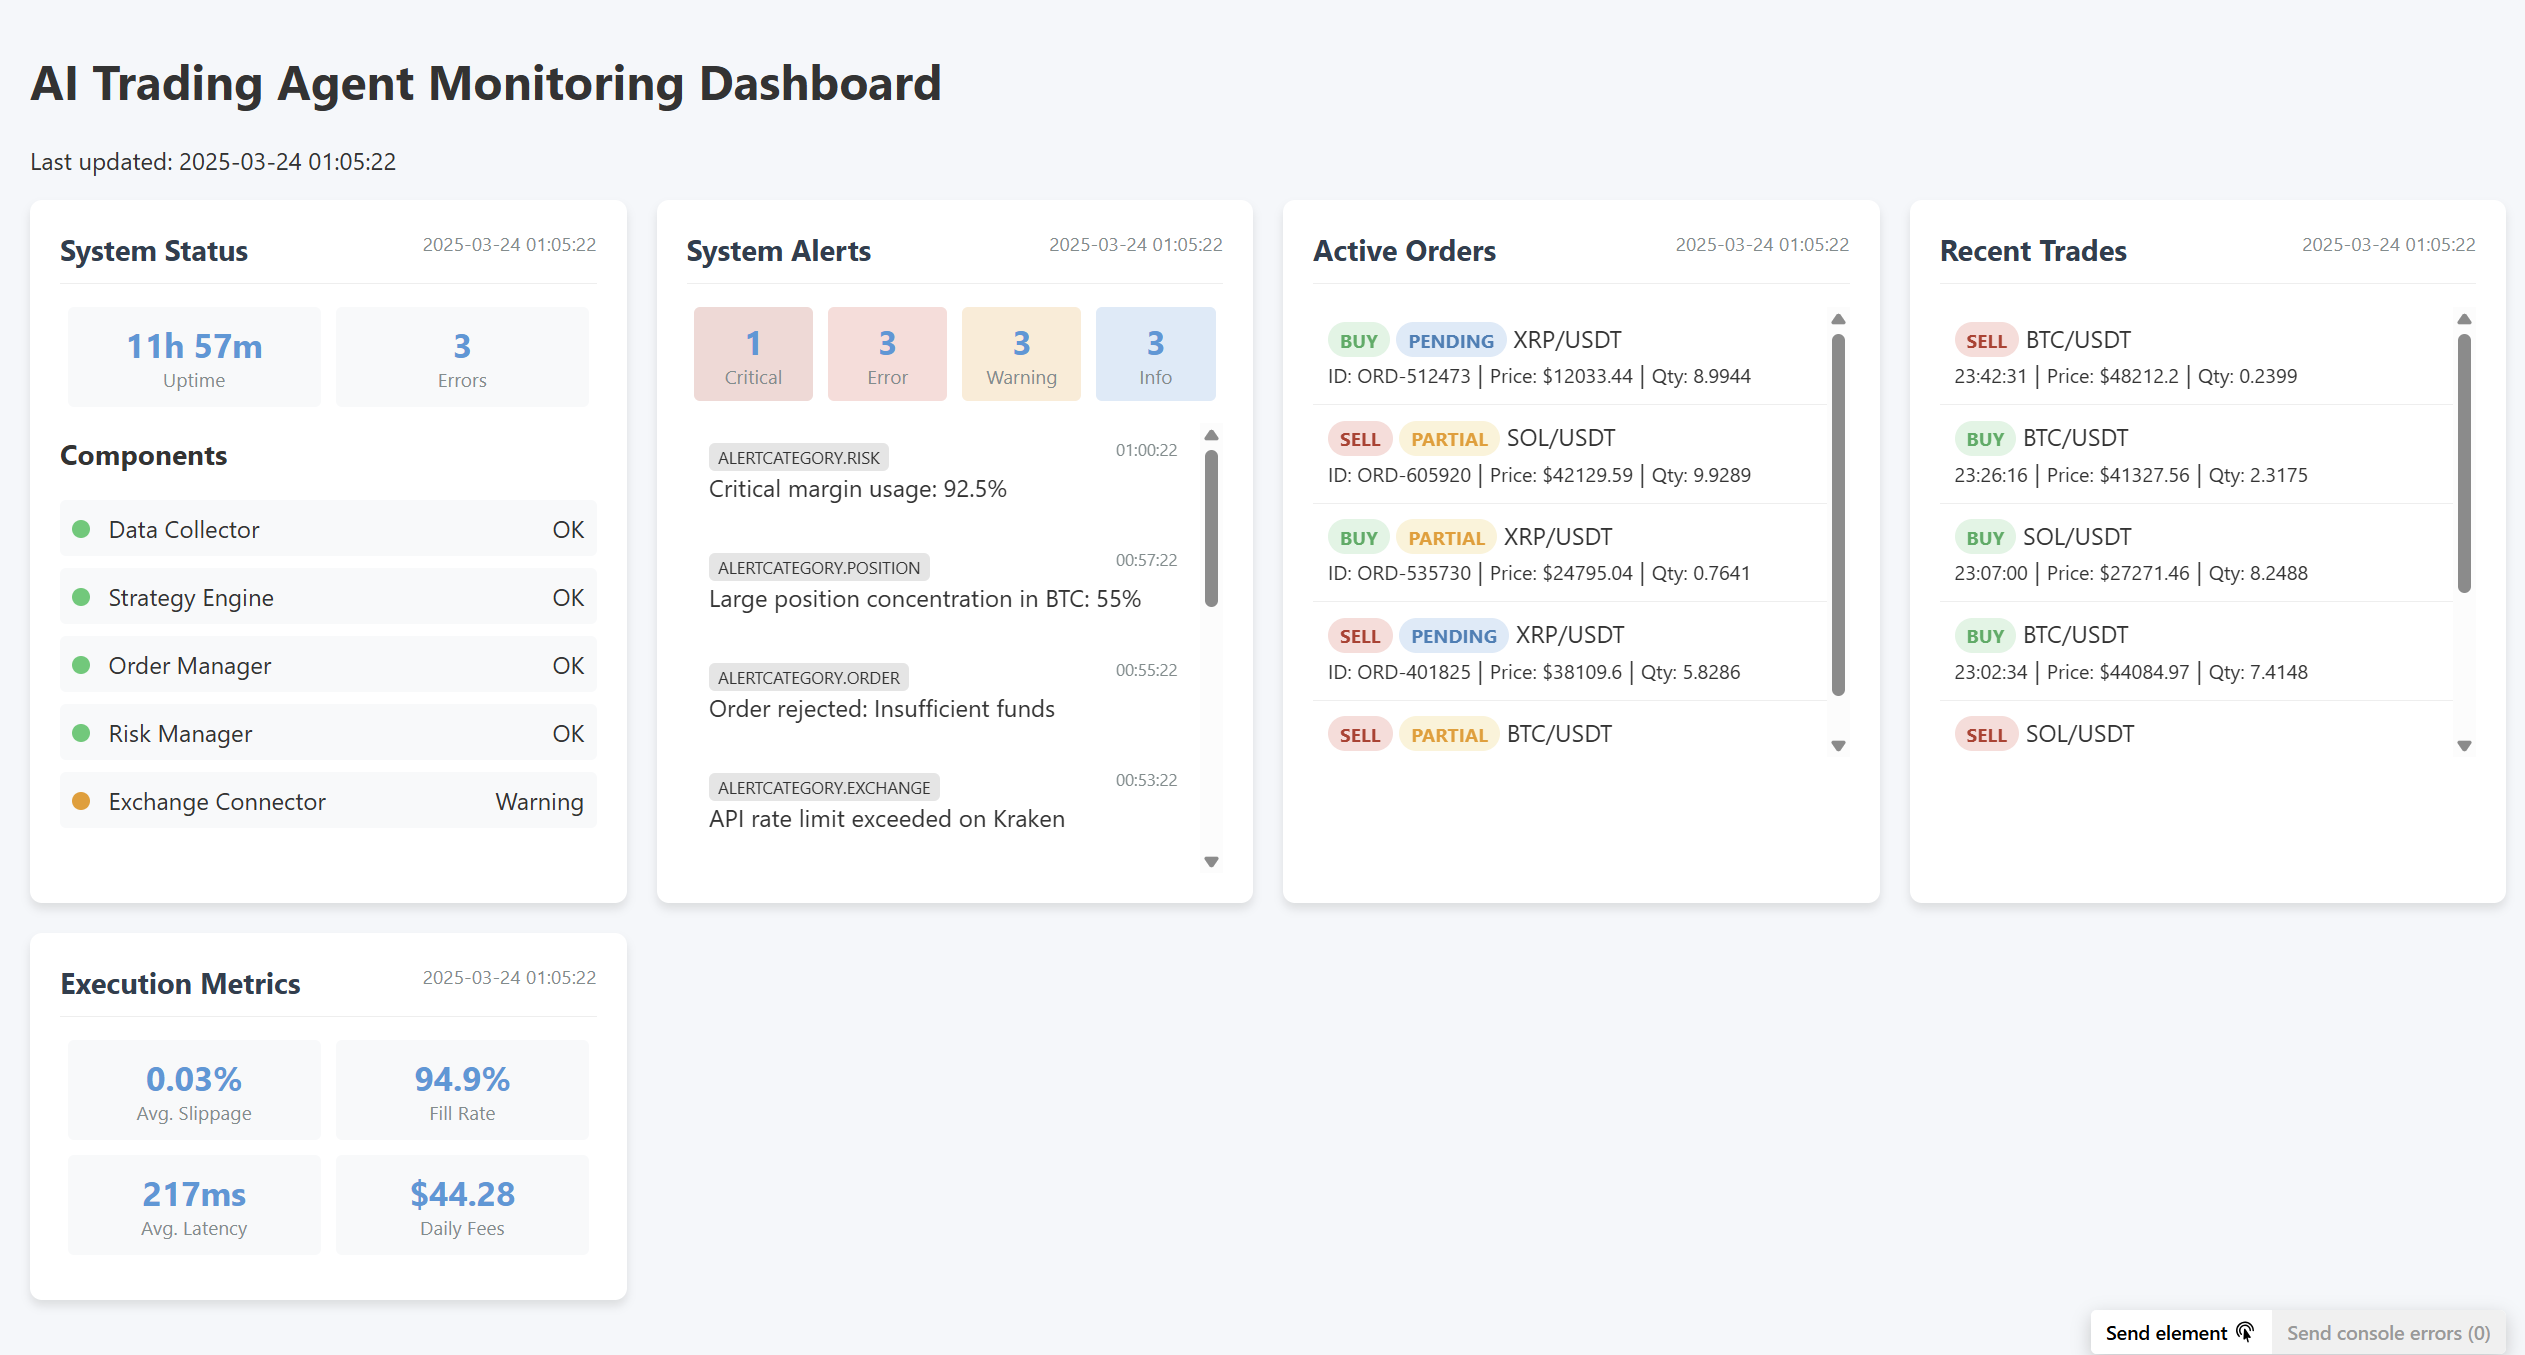 AI Trading Agent Monitoring Dashboard
Last updated: 2025-03-24 01:05:22
System Status 2025-03-24 01:05:22
11h 57m
Uptime
3
Errors
Components
Data Collector OK
Strategy Engine OK
Order Manager OK
Risk Manager OK
Exchange Connector Warning
System Alerts 2025-03-24 01:05:22
1
Critical
3
Error
3
Warning
3
Info
ALERTCATEGORY.RISK 01:00:22
Critical margin usage: 92.5%
ALERTCATEGORY.POSITION 00:57:22
Large position concentration in BTC: 55%
ALERTCATEGORY.ORDER 00:55:22
Order rejected: Insufficient funds
ALERTCATEGORY.EXCHANGE 00:53:22
API rate limit exceeded on Kraken
Active Orders 2025-03-24 01:05:22
BUY PENDING XRP/USDT
ID: ORD-512473 | Price: $12033.44 | Qty: 8.9944
SELL PARTIAL SOL/USDT
ID: ORD-605920 | Price: $42129.59 | Qty: 9.9289
BUY PARTIAL XRP/USDT
ID: ORD-535730 | Price: $24795.04 | Qty: 0.7641
SELL PENDING XRP/USDT
ID: ORD-401825 | Price: $38109.6 | Qty: 5.8286
SELL PARTIAL BTC/USDT
Recent Trades 2025-03-24 01:05:22
SELL BTC/USDT
23:42:31 | Price: $48212.2 | Qty: 0.2399
BUY BTC/USDT
23:26:16 | Price: $41327.56 | Qty: 2.3175
BUY SOL/USDT
23:07:00 | Price: $27271.46 | Qty: 8.2488
BUY BTC/USDT
23:02:34 | Price: $44084.97 | Qty: 7.4148
SELL SOL/USDT
Execution Metrics 2025-03-24 01:05:22
0.03%
Avg. Slippage
94.9%
Fill Rate
217ms
Avg. Latency
$44.28
Daily Fees
Send element Send console errors (0)